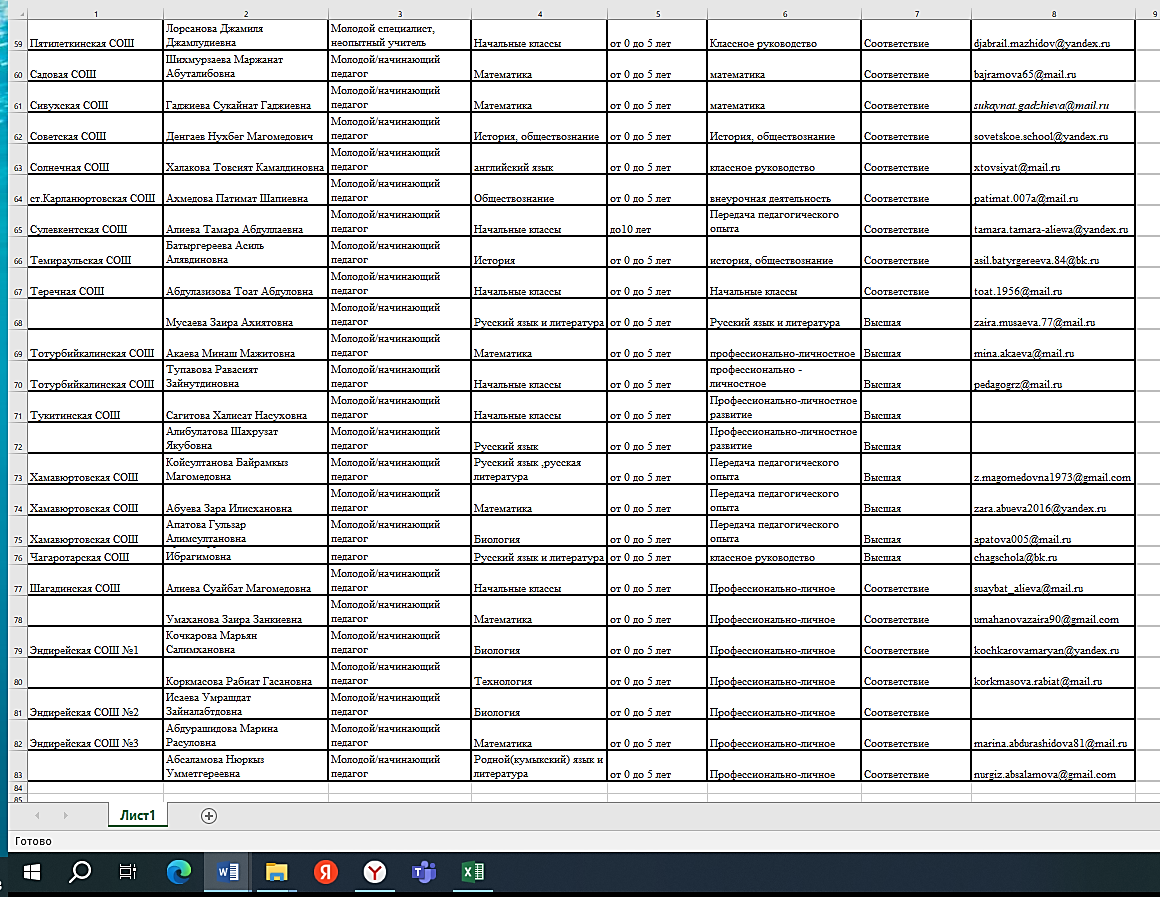 1 2 3 4 5 6 7 8 9
Лорсанова Джамиля Молодой специалист,
59 Пятилеткинская СОШ Джамлудиевна неопытный учитель Начальные классы от 0 до 5 лет Классное руководство Соответствие djabrail.mazhidov@yandex.ru
Шихмурзаева Маржанат Молодой/начинающий
60 Садовая СОШ Абуталибовна педагог Математика от 0 до 5 лет математика Соответствие bajramova65@mail.ru
Молодой/начинающий
61 Сивухская СОШ Гаджиева Сукайнат Гаджиевна педагог Математика от 0 до 5 лет математика Соответствие sukaynat.gadzhieva@mail.ru
Молодой/начинающий
62 Советская СОШ Денгаев Нухбег Магомедович педагог История, обществознание от 0 до 5 лет История, обществознание Соответствие sovetskoe.school@yandex.ru
Молодой/начинающий
63 Солнечная СОШ Халакова Товсият Камалдиновна педагог английский язык от 0 до 5 лет классное руководство Соответствие xtovsiyat@mail.ru
Молодой/начинающий
64 ст.Карланюртовская СОШ Ахмедова Патимат Шапиевна педагог Обществознание от 0 до 5 лет внеурочная деятельность Соответствие patimat.007a@mail.ru
Молодой/начинающий Передача педагогического
65 Сулевкентская СОШ Алиева Тамара Абдуллаевна педагог Начальные классы до10 лет опыта Соответствие tamara.tamara-aliewa@yandex.ru
Батыргереева Асиль Молодой/начинающий
66 Темираульская СОШ Алявдиновна педагог История от 0 до 5 лет история, обществознание Соответствие asil.batyrgereeva.84@bk.ru
Молодой/начинающий
67 Теречная СОШ Абдулазизова Тоат Абдуловна педагог Начальные классы от 0 до 5 лет Начальные классы Соответствие toat.1956@mail.ru
Молодой/начинающий
68 Мусаева Заира Ахиятовна педагог Русский язык и литература от 0 до 5 лет Русский язык и литература Высшая zaira.musaeva.77@mail.ru
Молодой/начинающий
69 Тотурбийкалинская СОШ Акаева Минаш Мажитовна педагог Математика от 0 до 5 лет профессионально-личностное Высшая mina.akaeva@mail.ru
Тупавова Равасият Молодой/начинающий профессионально -
70 Тотурбийкалинская СОШ Зайнутдиновна педагог Начальные классы от 0 до 5 лет личностное Высшая pedagogrz@mail.ru
Молодой/начинающий Профессионально-личностное
71 Тукитинская СОШ Сагитова Халисат Насуховна педагог Начальные классы от 0 до 5 лет развитие Высшая
Алибулатова Шахрузат Молодой/начинающий Профессионально-личностное
72 Якубовна педагог Русский язык от 0 до 5 лет развитие Высшая
Койсултанова Байрамкыз Молодой/начинающий Русский язык ,русская Передача педагогического
73 Хамавюртовская СОШ Магомедовна педагог литература от 0 до 5 лет опыта Высшая z.magomedovna1973@gmail.com
Молодой/начинающий Передача педагогического
74 Хамавюртовская СОШ Абуева Зара Илисхановна педагог Математика от 0 до 5 лет опыта Высшая zara.abueva2016@yandex.ru
Апатова Гульзар Молодой/начинающий Передача педагогического
75 Хамавюртовская СОШ Алимсултановна педагог Биология от 0 до 5 лет опыта Высшая apatova005@mail.ru
76 Чагаротарская СОШ Ибрагимовна педагог Русский язык и литература от 0 до 5 лет классное руководство Высшая chagschola@bk.ru
Молодой/начинающий
77 Шагадинская СОШ Алиева Суайбат Магомедовна педагог Начальные классы от 0 до 5 лет Профессионально-личное Соответствие suaybat_alieva@mail.ru
Молодой/начинающий
78 Умаханова Заира Занкиевна педагог Математика от 0 до 5 лет Профессионально-личное Соответствие umahanovazaira90@gmail.com
Кочкарова Марьян Молодой/начинающий
79 Эндирейская СОШ №1 Салимхановна педагог Биология от 0 до 5 лет Профессионально-личное Соответствие kochkarovamaryan@yandex.ru
Молодой/начинающий
80 Коркмасова Рабиат Гасановна педагог Технология от 0 до 5 лет Профессионально-личное Соответствие korkmasova.rabiat@mail.ru
Исаева Умрашдат Молодой/начинающий
81 Эндирейская СОШ №2 Зайналабтдовна педагог Биология от 0 до 5 лет Профессионально-личное Соответствие
Абдурашидова Марина Молодой/начинающий
82 Эндирейская СОШ №3 Расуловна педагог Математика от 0 до 5 лет Профессионально-личное Соответствие marina.abdurashidova81@mail.ru
Абсаламова Нюркыз Молодой/начинающий Родной(кумыкский) язык и
83 Умметгереевна педагог литература от 0 до 5 лет Профессионально-личное Соответствие nurgiz.absalamova@gmail.com
84
85
Лист1
Готово